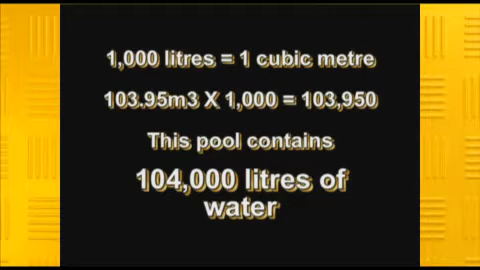 1,000 litres = 1 cubic metre
103.95m3 X 1,000 = 103,950
This pool contains
104,000 litres of
water